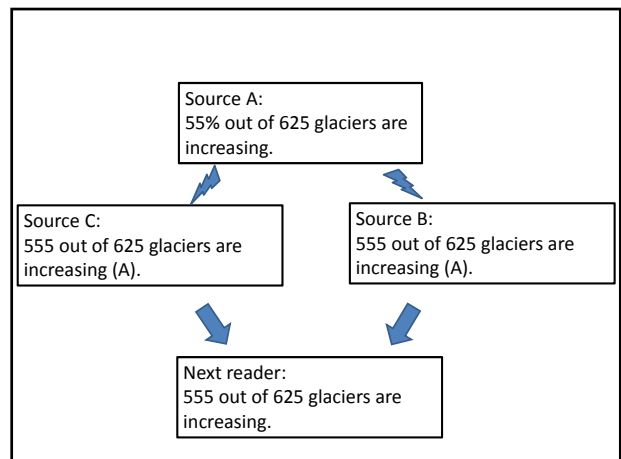 Source A:
55% out of 625 glaciers are
increasing.
Source C:
555 out of 625 glaciers are
increasing (A).
Source B:
555 out of 625 glaciers are
increasing (A).
Next reader:
555 out of 625 glaciers are
increasing.